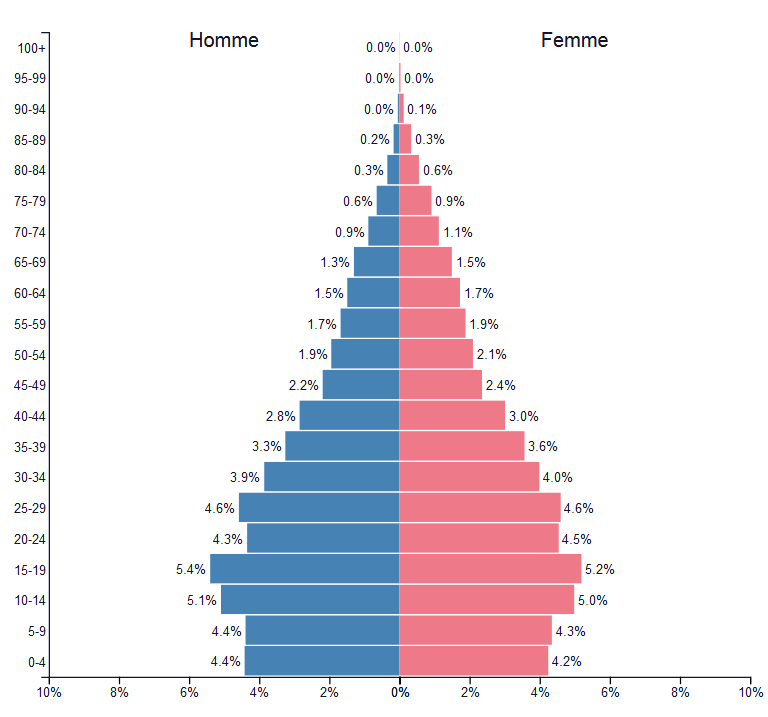 Homme Femme
100+ 0.0% 0.0%
95-99 0.0% 0.0%
90-94 0.0% 0.1%
85-89 0.2% 0.3%
80-84 0.3% 0.6%
75-79 0.6% 0.9%
70-74 0.9% 1.1%
65-69 1.3% 1.5%
60-64 1.5% 1.7%
55-59 1.7% 1.9%
50-54 1.9% 2.1%
45-49 2.2% 2.4%
40-44 2.8% 3.0%
35-39 3.3% 3.6%
30-34 3.9% 4.0%
25-29 4.6% 4.6%
20-24 4.3% 4.5%
15-19 5.4% 5.2%
10-14 5.1% 5.0%
5-9 4.4% 4.3%
0-4 4.4% 4.2%
10% 8% 6% 4% 2% 0% 2% 4% 6% 8% 10%